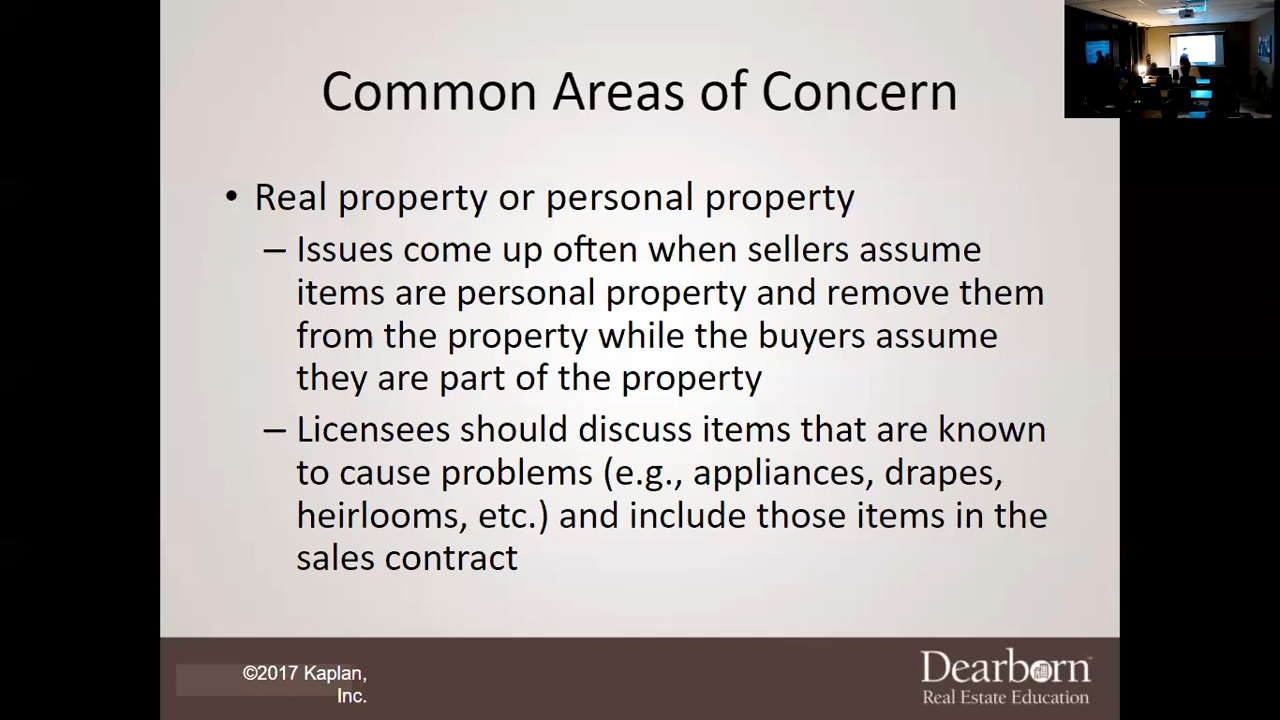 Common Areas of Concern
• Real property or personal property
– Issues come up often when sellers assume
items are personal property and remove them
from the property while the buyers assume
they are part of the property
– Licensees should discuss items that are known
to cause problems (e.g., appliances, drapes,
heirlooms, etc.) and include those items in the
sales contract
©2017 Kaplan,
Inc.
Dearborn™
Real Estate Education